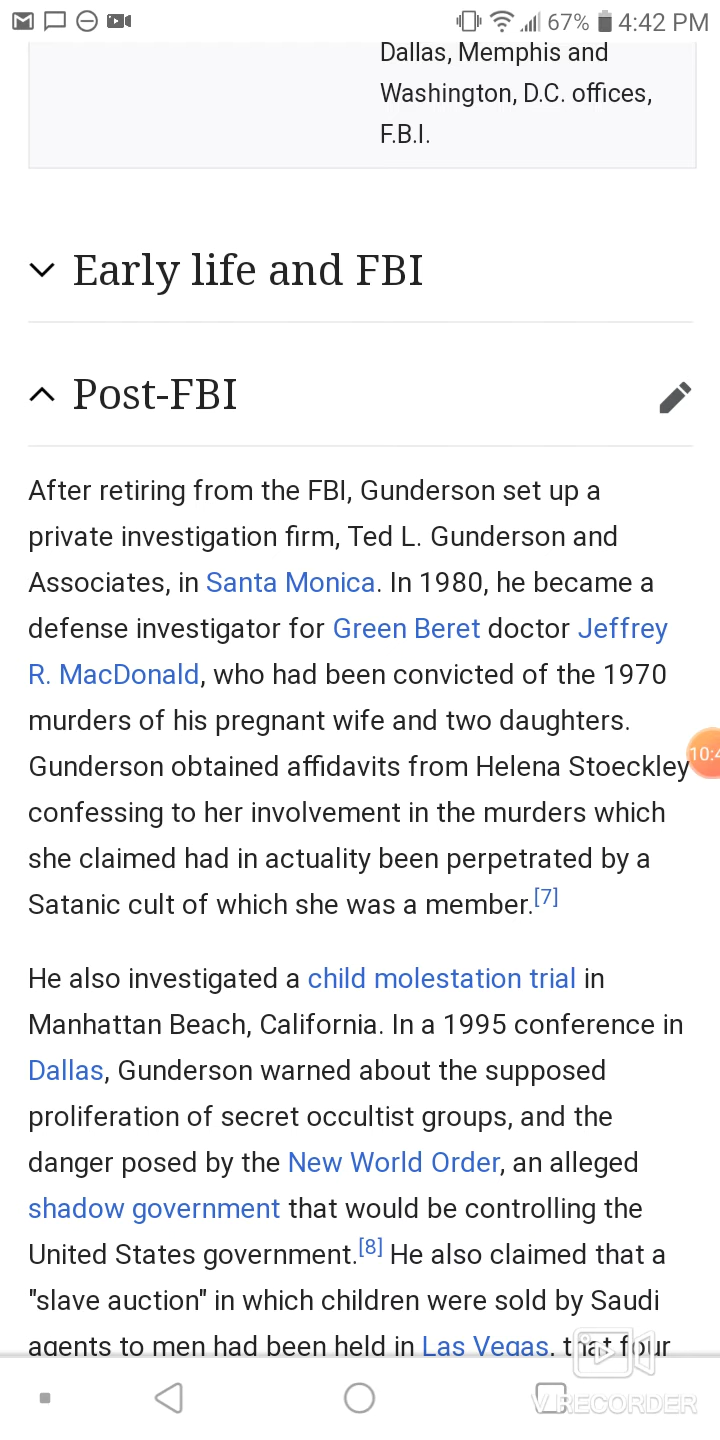 67% 4:42 PM
Dallas, Memphis and
Washington, D.C. offices,
F.B.I.
Early life and FBI
Post-FBI
After retiring from the FBI, Gunderson set up a
private investigation firm, Ted L. Gunderson and
Associates, in Santa Monica. In 1980, he became a
defense investigator for Green Beret doctor Jeffrey
R. MacDonald, who had been convicted of the 1970
murders of his pregnant wife and two daughters.
10:4
Gunderson obtained affidavits from Helena Stoeckley
confessing to her involvement in the murders which
she claimed had in actuality been perpetrated by a
Satanic cult of which she was a member.[7]
He also investigated a child molestation trial in
Manhattan Beach, California. In a 1995 conference in
Dallas, Gunderson warned about the supposed
proliferation of secret occultist groups, and the
danger posed by the New World Order, an alleged
shadow government that would be controlling the
United States government.[8] He also claimed that a
"slave auction" in which children were sold by Saudi
agents to men had been held in Las Vegas, that four
V RECORDER